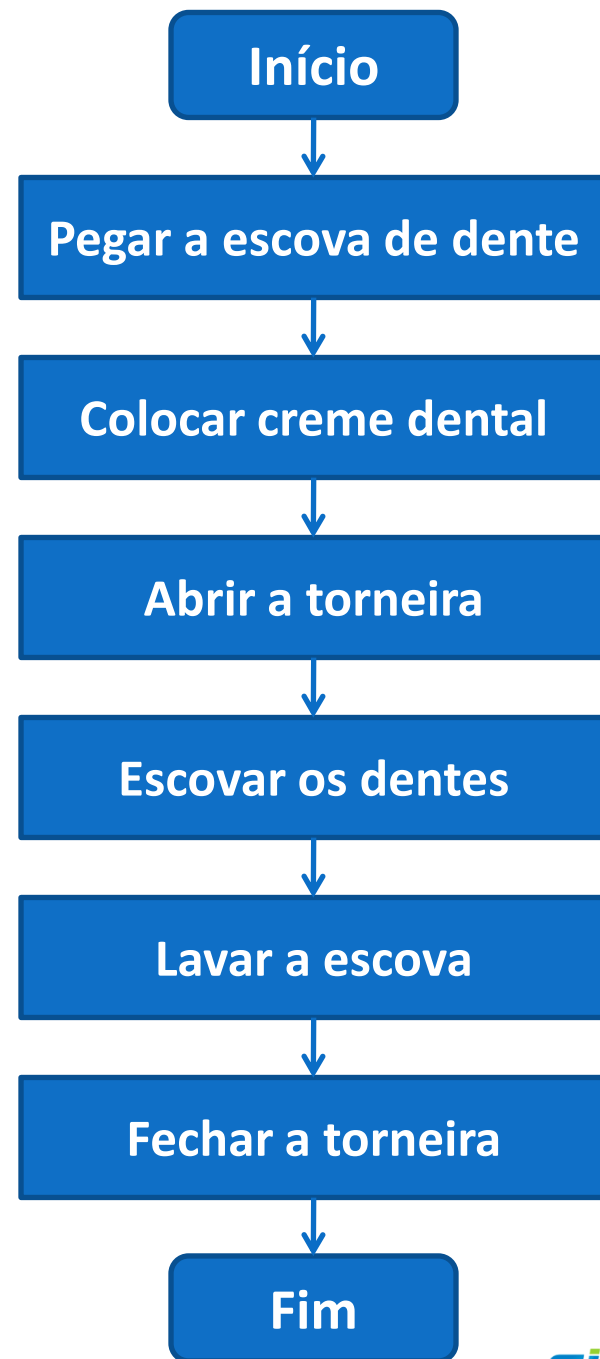 Início
Pegar a escova de dente
Colocar creme dental
Abrir a torneira
Escovar os dentes
Lavar a escova
Fechar a torneira
Fim